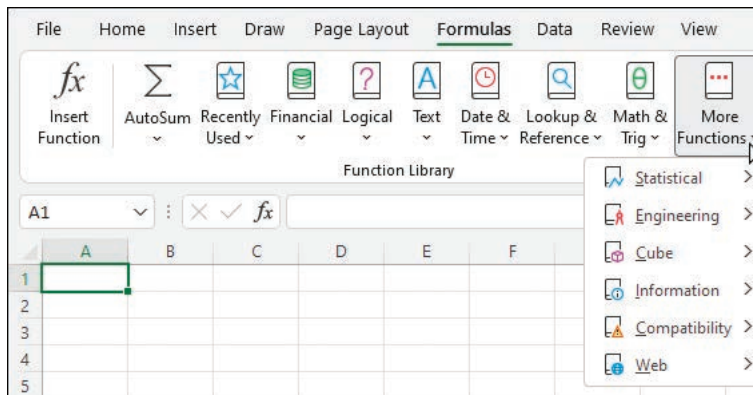 File Home Insert Draw Page Layout Formulas Data Review View
fx
Insert Function
AutoSum
Recently Used
Financial
Logical
Text
Date & Time
Lookup & Reference
Math & Trig
More Functions
Function Library
Statistical
Engineering
Cube
Information
Compatibility
Web
A1 fx
A B C D E F
1
2
3
4
5